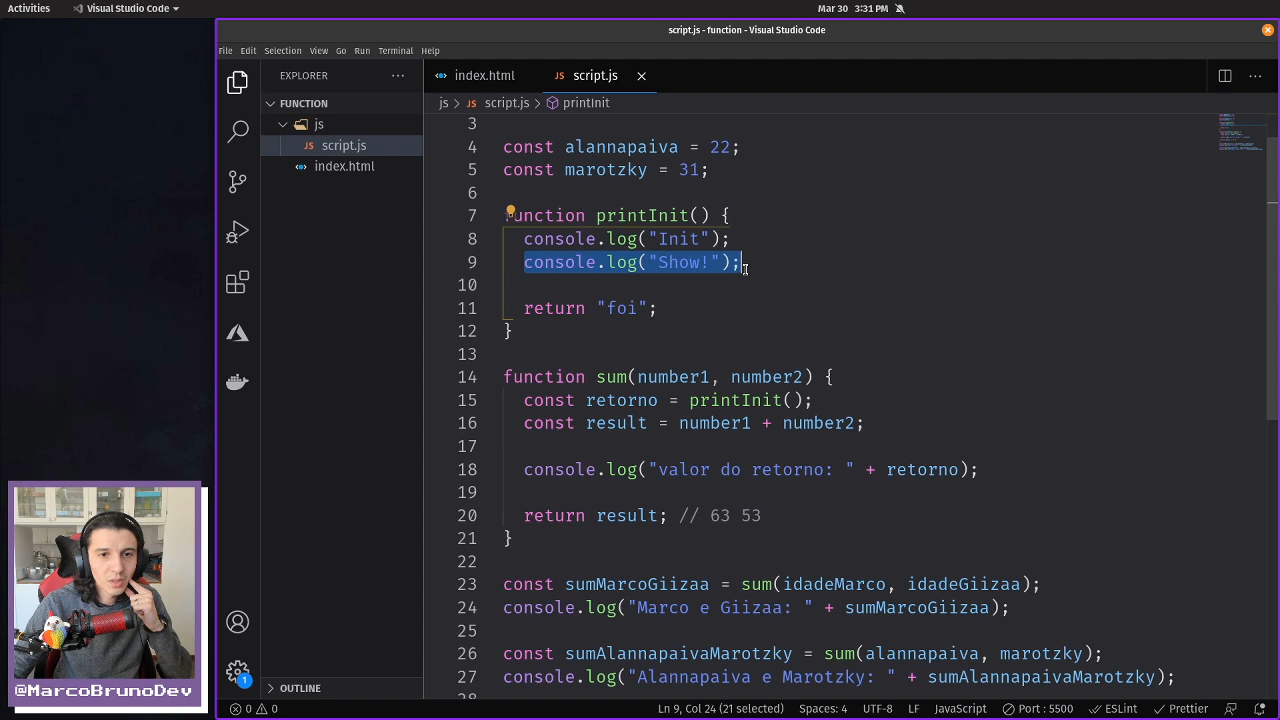 Activities
Visual Studio Code
Mar 30 3:31 PM
script.js - function - Visual Studio Code
File Edit Selection View Go Run Terminal Help
EXPLORER
FUNCTION
js
JS script.js
index.html
OUTLINE
1
index.html
JS script.js
js > JS script.js > printInit
3
4 const alannapaiva = 22;
5 const marotzky = 31;
6
7 function printInit() {
8 console.log("Init");
9 console.log("Show!");
10
11 return "foi";
12 }
13
14 function sum(number1, number2) {
15 const retorno = printInit();
16 const result = number1 + number2;
17
18 console.log("valor do retorno: " + retorno);
19
20 return result; // 63 53
21 }
22
23 const sumMarcoGiizaa = sum(idadeMarco, idadeGiizaa);
24 console.log("Marco e Giizaa: " + sumMarcoGiizaa);
25
26 const sumAlannapaivaMarotzky = sum(alannapaiva, marotzky);
27 console.log("Alannapaiva e Marotzky: " + sumAlannapaivaMarotzky);
@MarcoBrunoDev
0 0 Ln 9, Col 24 (21 selected) Spaces: 4 UTF-8 LF JavaScript Port : 5500 ESLint Prettier